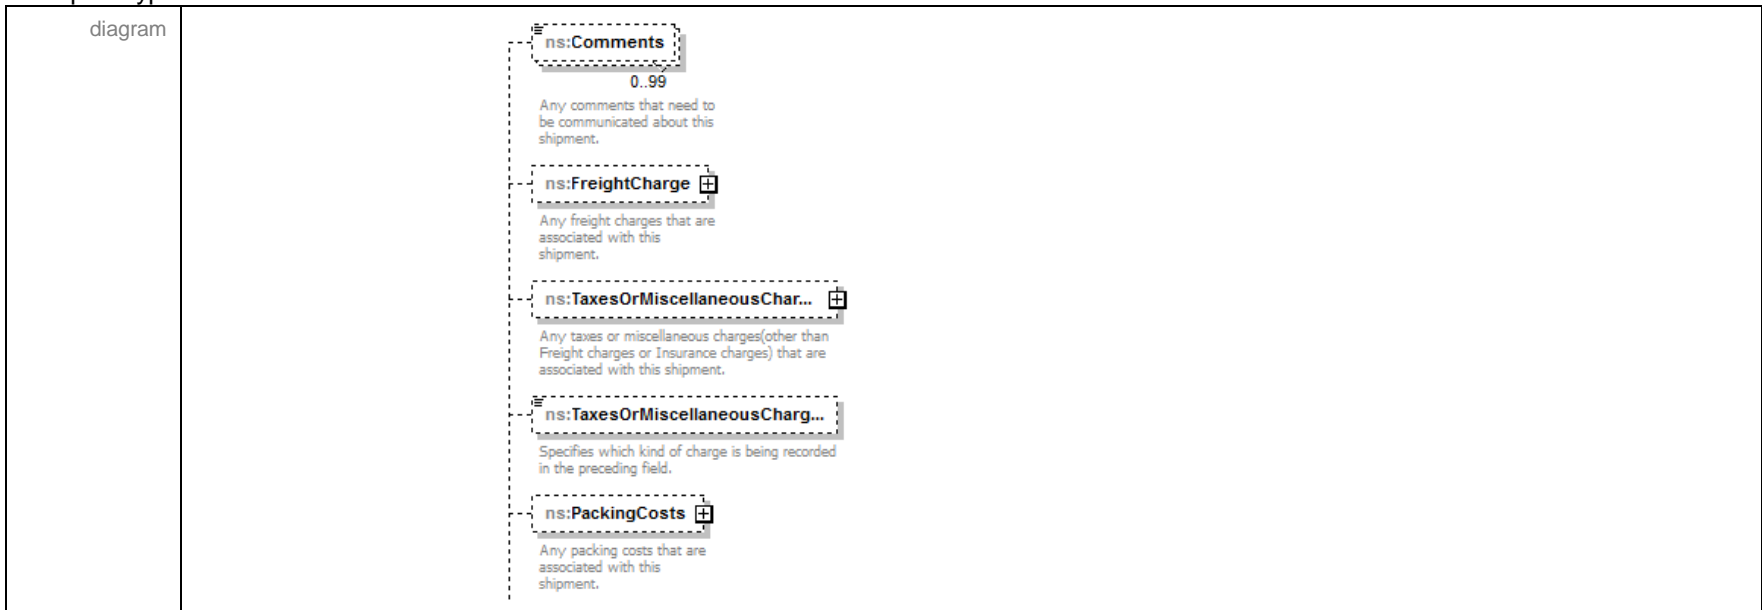 diagram
ns:Comments
0..99
Any comments that need to
be communicated about this
shipment.
ns:FreightCharge
Any freight charges that are
associated with this
shipment.
ns:TaxesOrMiscellaneousChar...
Any taxes or miscellaneous charges(other than
Freight charges or Insurance charges) that are
associated with this shipment.
ns:TaxesOrMiscellaneousCharg...
Specifies which kind of charge is being recorded
in the preceding field.
ns:PackingCosts
Any packing costs that are
associated with this
shipment.